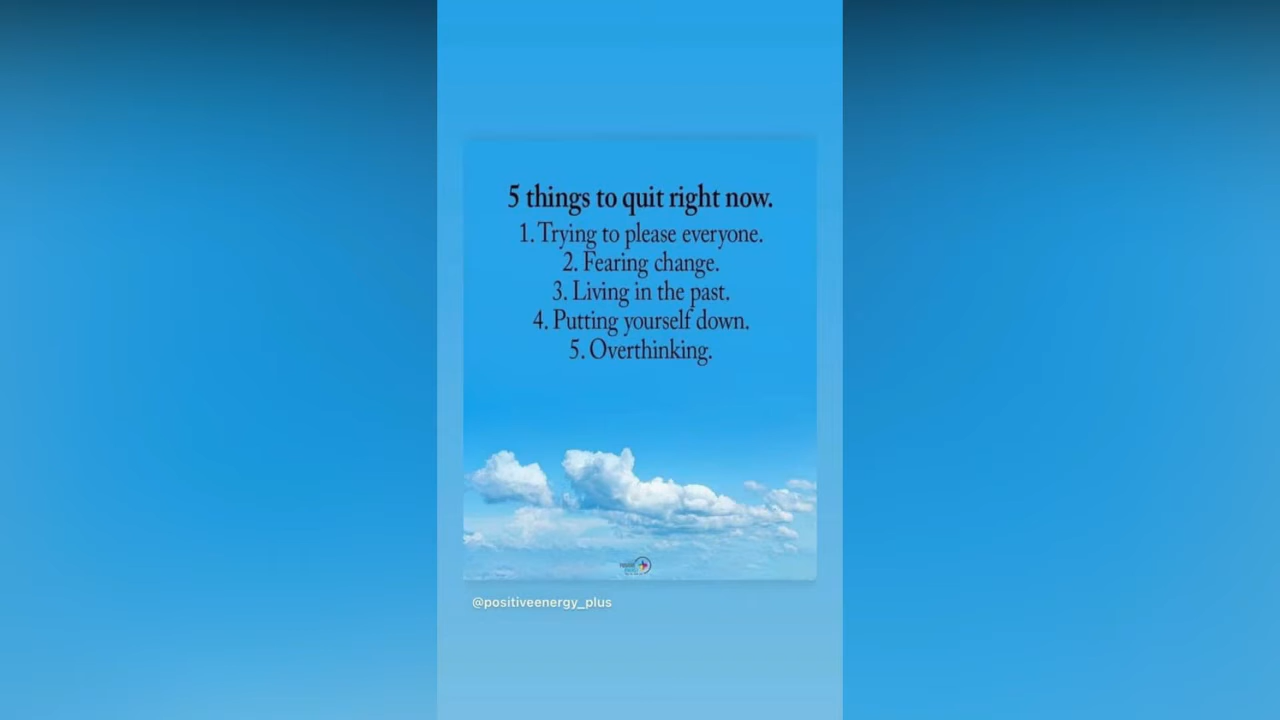 5 things to quit right now.
1. Trying to please everyone.
2. Fearing change.
3. Living in the past.
4. Putting yourself down.
5. Overthinking.
@positiveenergy_plus